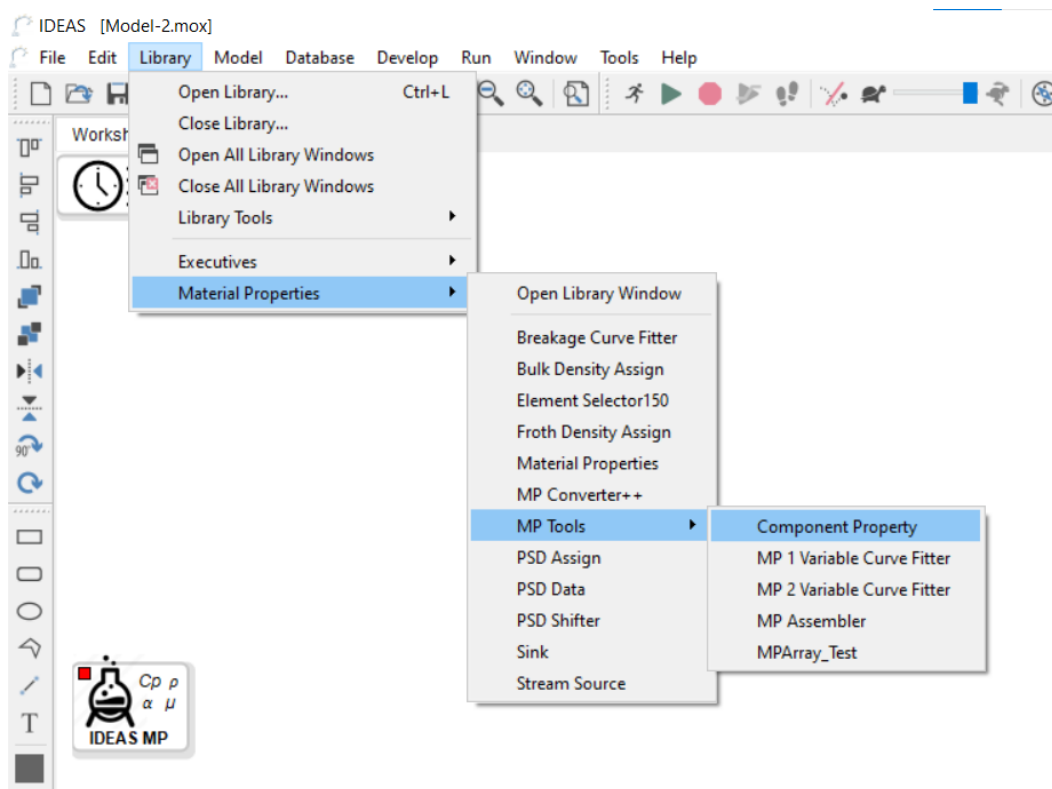 IDEAS [Model-2.mox]
File Edit Library Model Database Develop Run Window Tools Help
Open Library... Ctrl+L
Worksh
Close Library...
Open All Library Windows
Close All Library Windows
Library Tools
Executives
Material Properties
Open Library Window
Breakage Curve Fitter
Bulk Density Assign
Element Selector150
Froth Density Assign
90°
Material Properties
MP Converter++
MP Tools
Component Property
PSD Assign
MP 1 Variable Curve Fitter
PSD Data
MP 2 Variable Curve Fitter
PSD Shifter
MP Assembler
Sink
MPArray_Test
Stream Source
Cp ρ
α μ
T
IDEAS MP